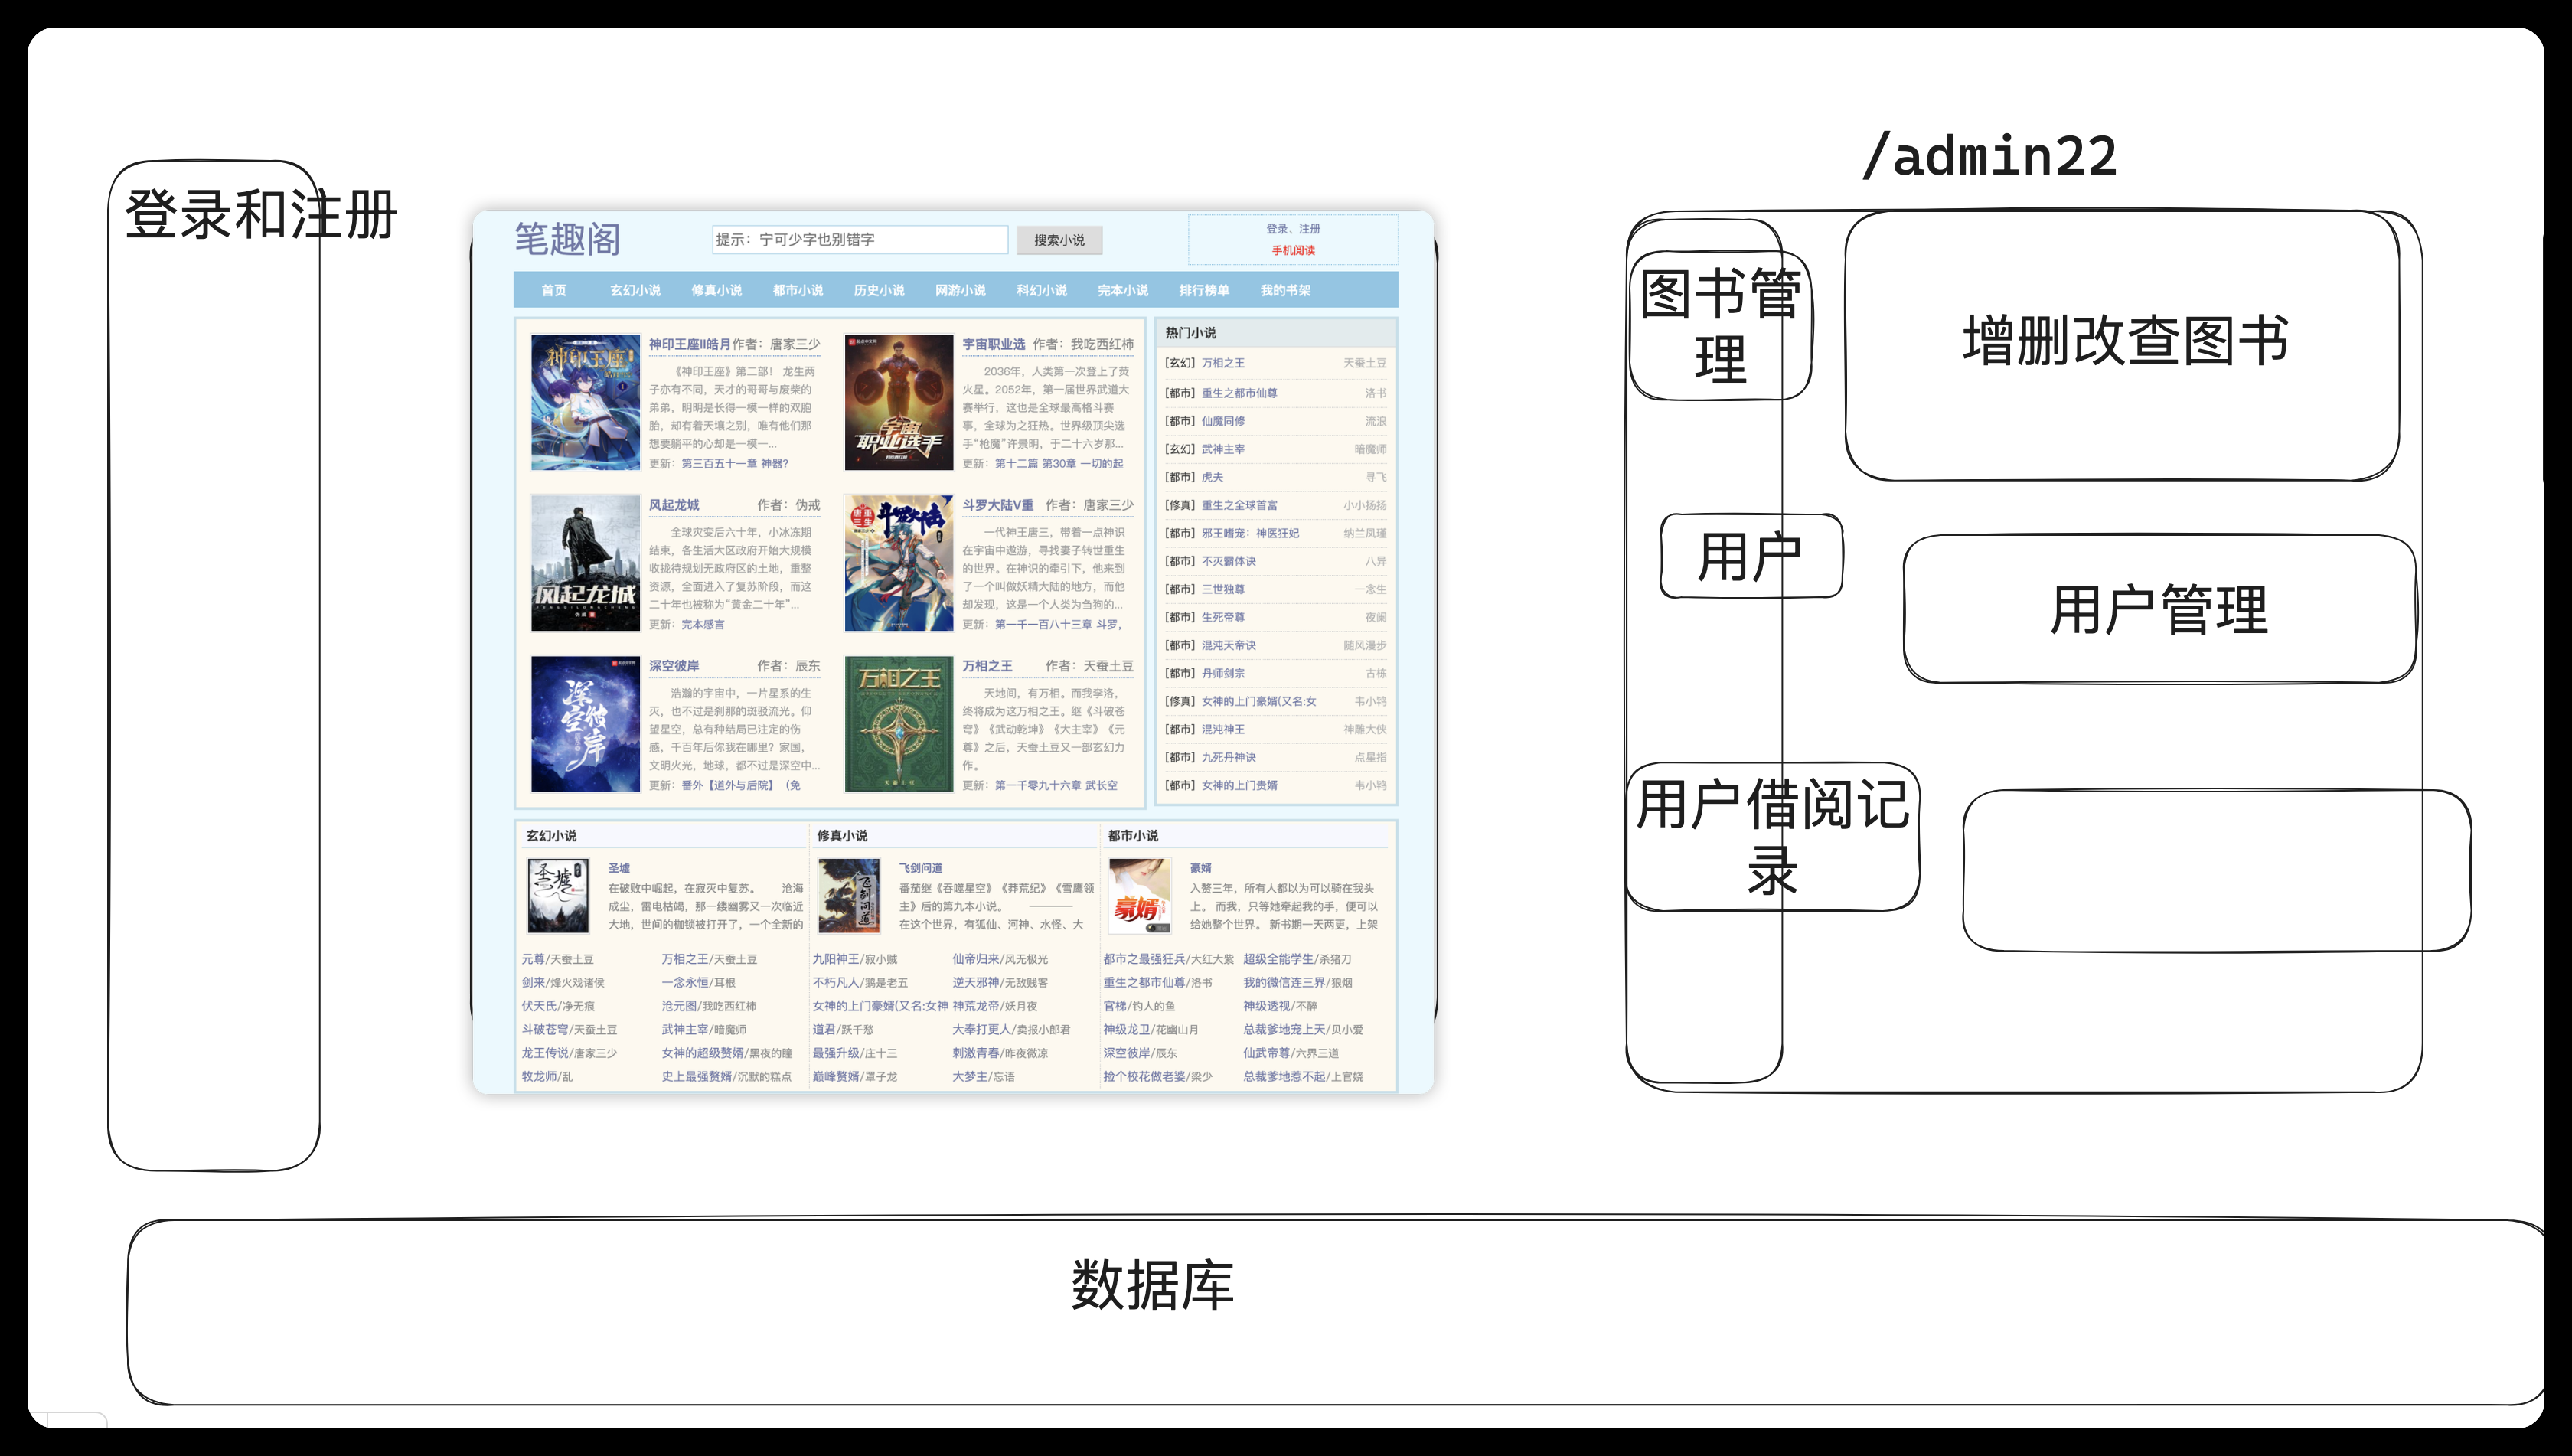 登录和注册
笔趣阁
提示：宁可少字也别错字
搜索小说
登录、注册
手机阅读
首页 玄幻小说 修真小说 都市小说 历史小说 网游小说 科幻小说 完本小说 排行榜单 我的书架
神印王座
神印王座II皓月 作者：唐家三少
《神印王座》第二部！ 龙生两
子亦有不同，天才的哥哥与废柴的
弟弟，明明是长得一模一样的双胞
胎，却有着天壤之别，唯有他们那
想要躺平的心却是一模一...
更新：第三百五十一章 神器?
宇宙
职业选手
宇宙职业选 作者：我吃西红柿
2036年，人类第一次登上了荧
火星。2052年，第一届世界武道大
赛举行，这也是全球最高格斗赛
事，全球为之狂热。世界级顶尖选
手“枪魔”许景明，于二十六岁那...
更新：第十二篇 第30章 一切的起
风起龙城
风起龙城 作者：伪戒
全球灾变后六十年，小冰冻期
结束，各生活大区政府开始大规模
收拢待规划无政府区的土地，重整
资源，全面进入了复苏阶段，而这
二十年也被称为“黄金二十年”...
更新：完本感言
斗罗大陆
斗罗大陆V重 作者：唐家三少
一代神王唐三，带着一点神识
在宇宙中遨游，寻找妻子转世重生
的世界。在神识的牵引下，他来到
了一个叫做妖精大陆的地方，而他
却发现，这是一个人类为刍狗的...
更新：第一千一百八十三章 斗罗，
深空彼岸
深空彼岸 作者：辰东
浩瀚的宇宙中，一片星系的生
灭，也不过是刹那的斑驳流光。仰
望星空，总有种结局已注定的伤
感，千百年后你我在哪里？家国，
文明火光，地球，都不过是深空中...
更新：番外【道外与后院】（免
万相之王
万相之王 作者：天蚕土豆
天地间，有万相。而我李洛，
终将成为这万相之王。继《斗破苍
穹》《武动乾坤》《大主宰》《元
尊》之后，天蚕土豆又一部玄幻力
作。
更新：第一千零九十六章 武长空
热门小说
[玄幻] 万相之王 天蚕土豆
[都市] 重生之都市仙尊 洛书
[都市] 仙魔同修 流浪
[玄幻] 武神主宰 暗魔师
[都市] 虎夫 寻飞
[修真] 重生之全球首富 小小扬扬
[都市] 邪王嗜宠：神医狂妃 纳兰凤瑾
[都市] 不灭霸体诀 八异
[都市] 三世独尊 一念生
[都市] 生死帝尊 夜阑
[都市] 混沌天帝诀 随风漫步
[都市] 丹师剑宗 古栋
[修真] 女神的上门豪婿(又名:女 韦小鸨
[都市] 混沌神王 神雕大侠
[都市] 九死丹神诀 点星指
[都市] 女神的上门贵婿 韦小鸨
玄幻小说
圣墟
圣墟
在破败中崛起，在寂灭中复苏。 沧海
成尘，雷电枯竭，那一缕幽雾又一次临近
大地，世间的枷锁被打开了，一个全新的
元尊/天蚕土豆 万相之王/天蚕土豆
剑来/烽火戏诸侯 一念永恒/耳根
伏天氏/净无痕 沧元图/我吃西红柿
斗破苍穹/天蚕土豆 武神主宰/暗魔师
龙王传说/唐家三少 女神的超级赘婿/黑夜的瞳
牧龙师/乱 史上最强赘婿/沉默的糕点
修真小说
飞剑问道
飞剑问道
番茄继《吞噬星空》《莽荒纪》《雪鹰领
主》后的第九本小说。 ————
在这个世界，有狐仙、河神、水怪、大
九阳神王/寂小贼 仙帝归来/风无极光
不朽凡人/鹅是老五 逆天邪神/无敌贱客
女神的上门豪婿(又名:女神 神荒龙帝/妖月夜
道君/跃千愁 大奉打更人/卖报小郎君
最强升级/庄十三 刺激青春/昨夜微凉
巅峰赘婿/罩子龙 大梦主/忘语
都市小说
豪婿
豪婿
入赘三年，所有人都以为可以骑在我头
上。 而我，只等她牵起我的手，便可以
给她整个世界。 新书期一天两更，上架
都市之最强狂兵/大红大紫 超级全能学生/杀猪刀
重生之都市仙尊/洛书 我的微信连三界/狼烟
官梯/钓人的鱼 神级透视/不醉
神级龙卫/花幽山月 总裁爹地宠上天/贝小爱
深空彼岸/辰东 仙武帝尊/六界三道
捡个校花做老婆/梁少 总裁爹地惹不起/上官娆
/admin22
图书管
理
增删改查图书
用户
用户管理
用户借阅记
录
数据库